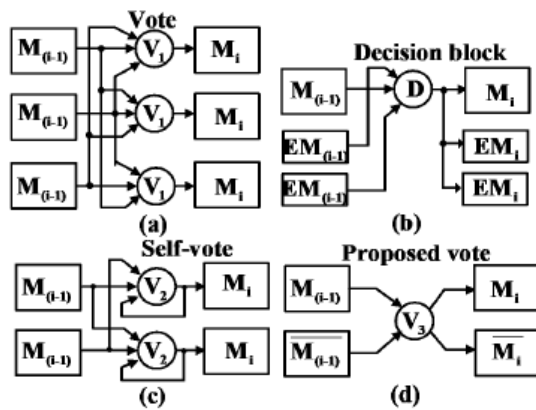 Vote
M(i-1) V1 Mi
M(i-1) V1 Mi
M(i-1) V1 Mi
(a)
Decision block
M(i-1) D Mi
EM(i-1) EMi
EM(i-1) EMi
(b)
Self-vote
M(i-1) V2 Mi
M(i-1) V2 Mi
(c)
Proposed vote
M(i-1) Mi
V3
M̅(i-1) M̅i
(d)